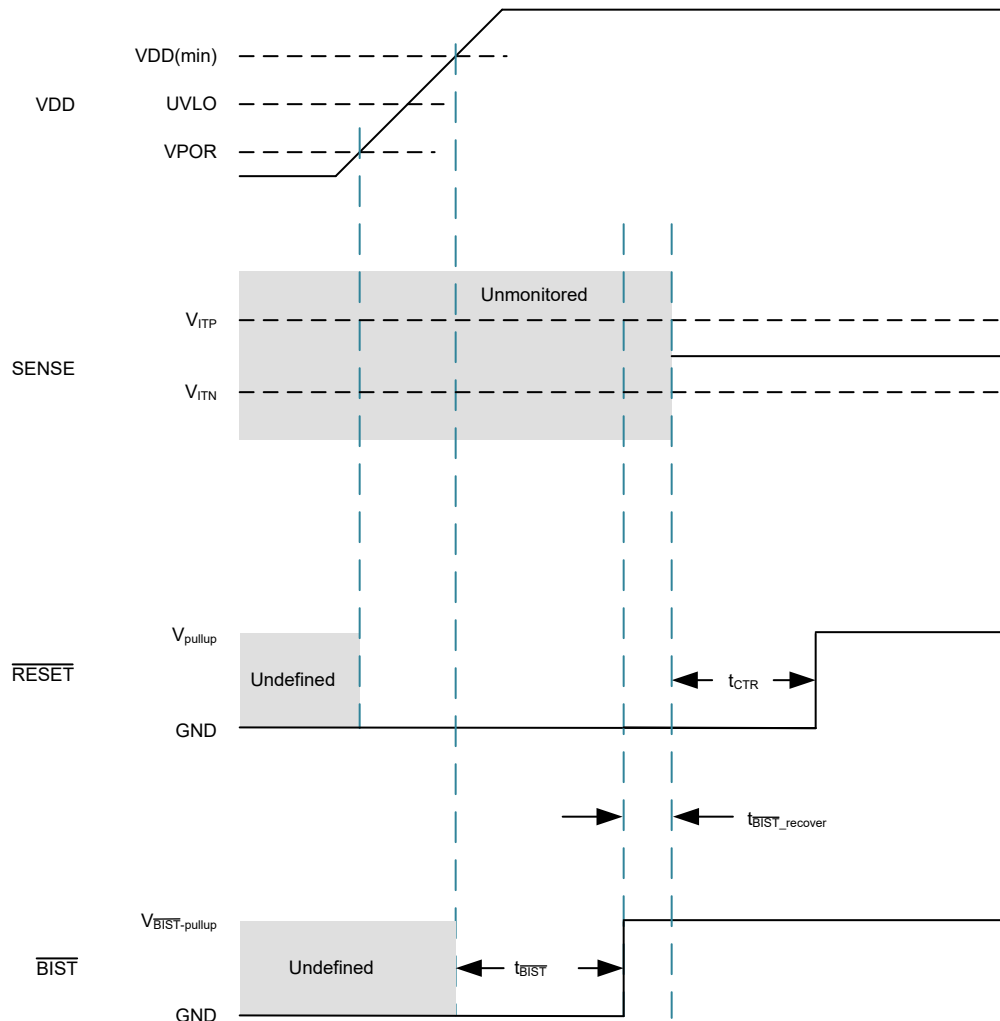 VDD(min)
VDD
UVLO
VPOR
Unmonitored
VITP
SENSE
VITN
Vpullup
RESET
Undefined
tCTR
GND
tBIST_recover
VBIST-pullup
BIST
Undefined
tBIST
GND